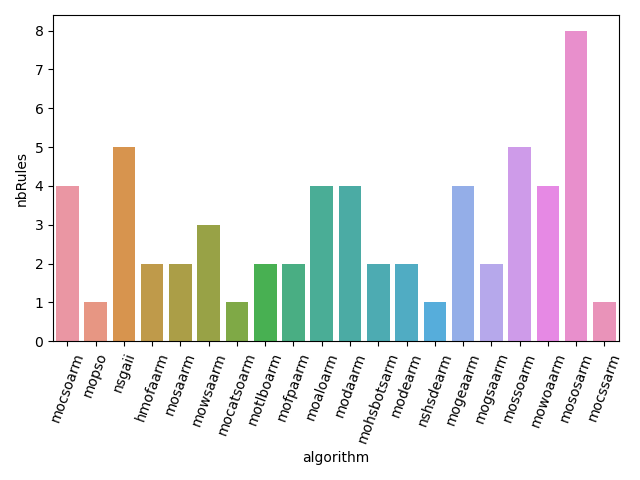 nbRules
8
7
6
5
4
3
2
1
0
mocsoarm
mopso
nsgaii
hmofaarm
mosaarm
mowsaarm
mocatsoarm
motlboarm
mofpaarm
moaloarm
modaarm
mohsbotsarm
modearm
nshsdearm
mogeaarm
mogsaarm
mossoarm
mowoaarm
mososarm
mocssarm
algorithm